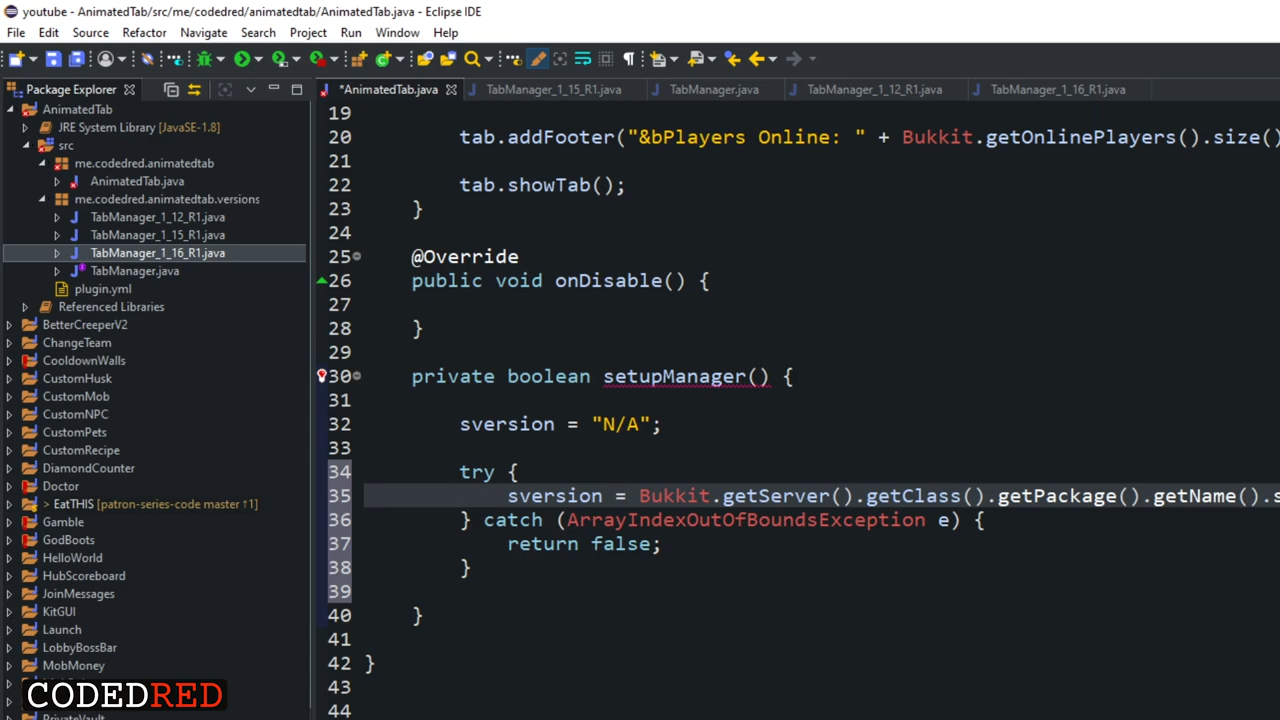 youtube - AnimatedTab/src/me/codedred/animatedtab/AnimatedTab.java - Eclipse IDE
File Edit Source Refactor Navigate Search Project Run Window Help
Package Explorer
*AnimatedTab.java TabManager_1_15_R1.java TabManager.java TabManager_1_12_R1.java TabManager_1_16_R1.java
AnimatedTab
JRE System Library [JavaSE-1.8]
src
me.codedred.animatedtab
AnimatedTab.java
me.codedred.animatedtab.versions
TabManager_1_12_R1.java
TabManager_1_15_R1.java
TabManager_1_16_R1.java
TabManager.java
plugin.yml
Referenced Libraries
BetterCreeperV2
ChangeTeam
CooldownWalls
CustomHusk
CustomMob
CustomNPC
CustomPets
CustomRecipe
DiamondCounter
Doctor
> EatTHIS [patron-series-code master ↑1]
Gamble
GodBoots
HelloWorld
HubScoreboard
JoinMessages
KitGUI
Launch
LobbyBossBar
MobMoney
PrivateVault
19
20 tab.addFooter("&bPlayers Online: " + Bukkit.getOnlinePlayers().size()
21
22 tab.showTab();
23 }
24
25 @Override
26 public void onDisable() {
27
28 }
29
30 private boolean setupManager() {
31
32 sversion = "N/A";
33
34 try {
35 sversion = Bukkit.getServer().getClass().getPackage().getName().s
36 } catch (ArrayIndexOutOfBoundsException e) {
37 return false;
38 }
39
40 }
41
42 }
43
44
CODEDRED